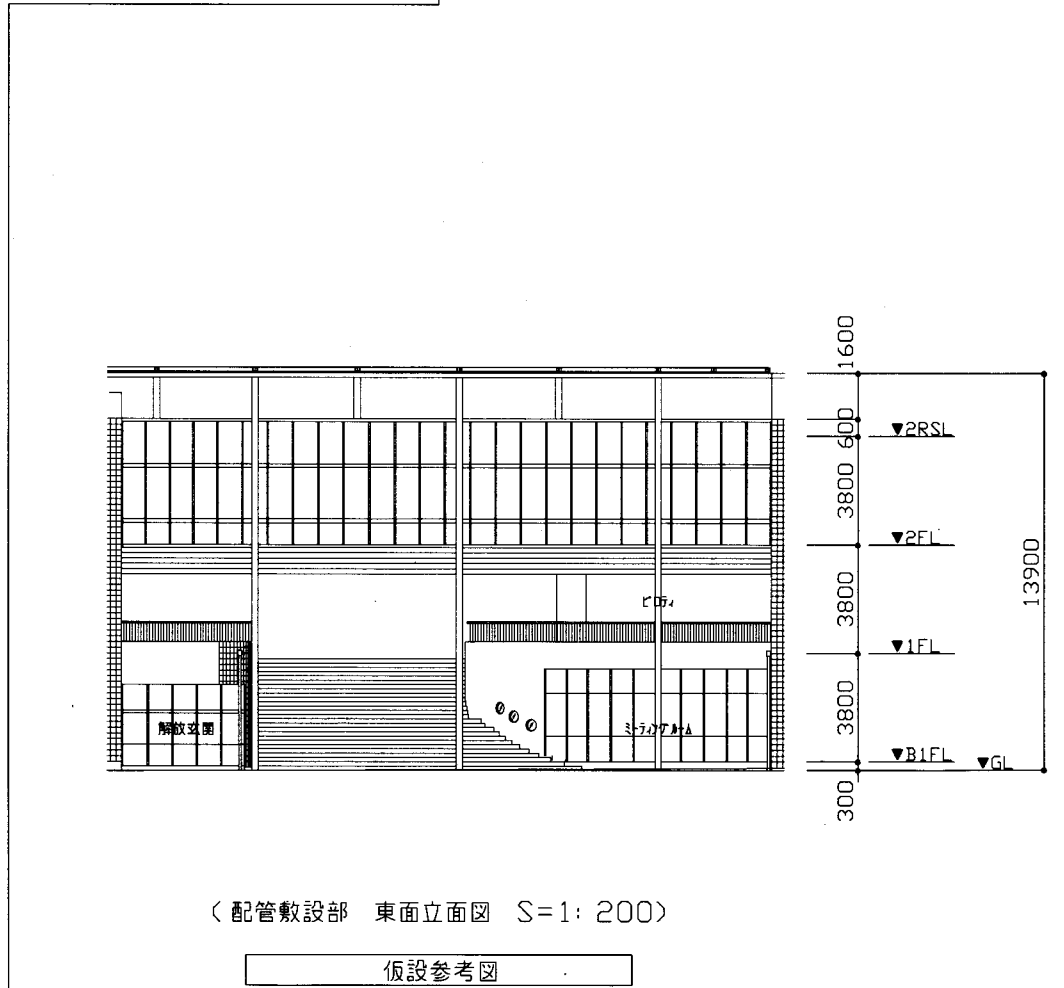 1600
600
▼2RSL
3800
▼2FL
3800
13900
ピロティ
▼1FL
3800
解放玄関
ミーティングルーム
▼B1FL
▼GL
300
(配管敷設部 東面立面図 S=1:200)
仮設参考図